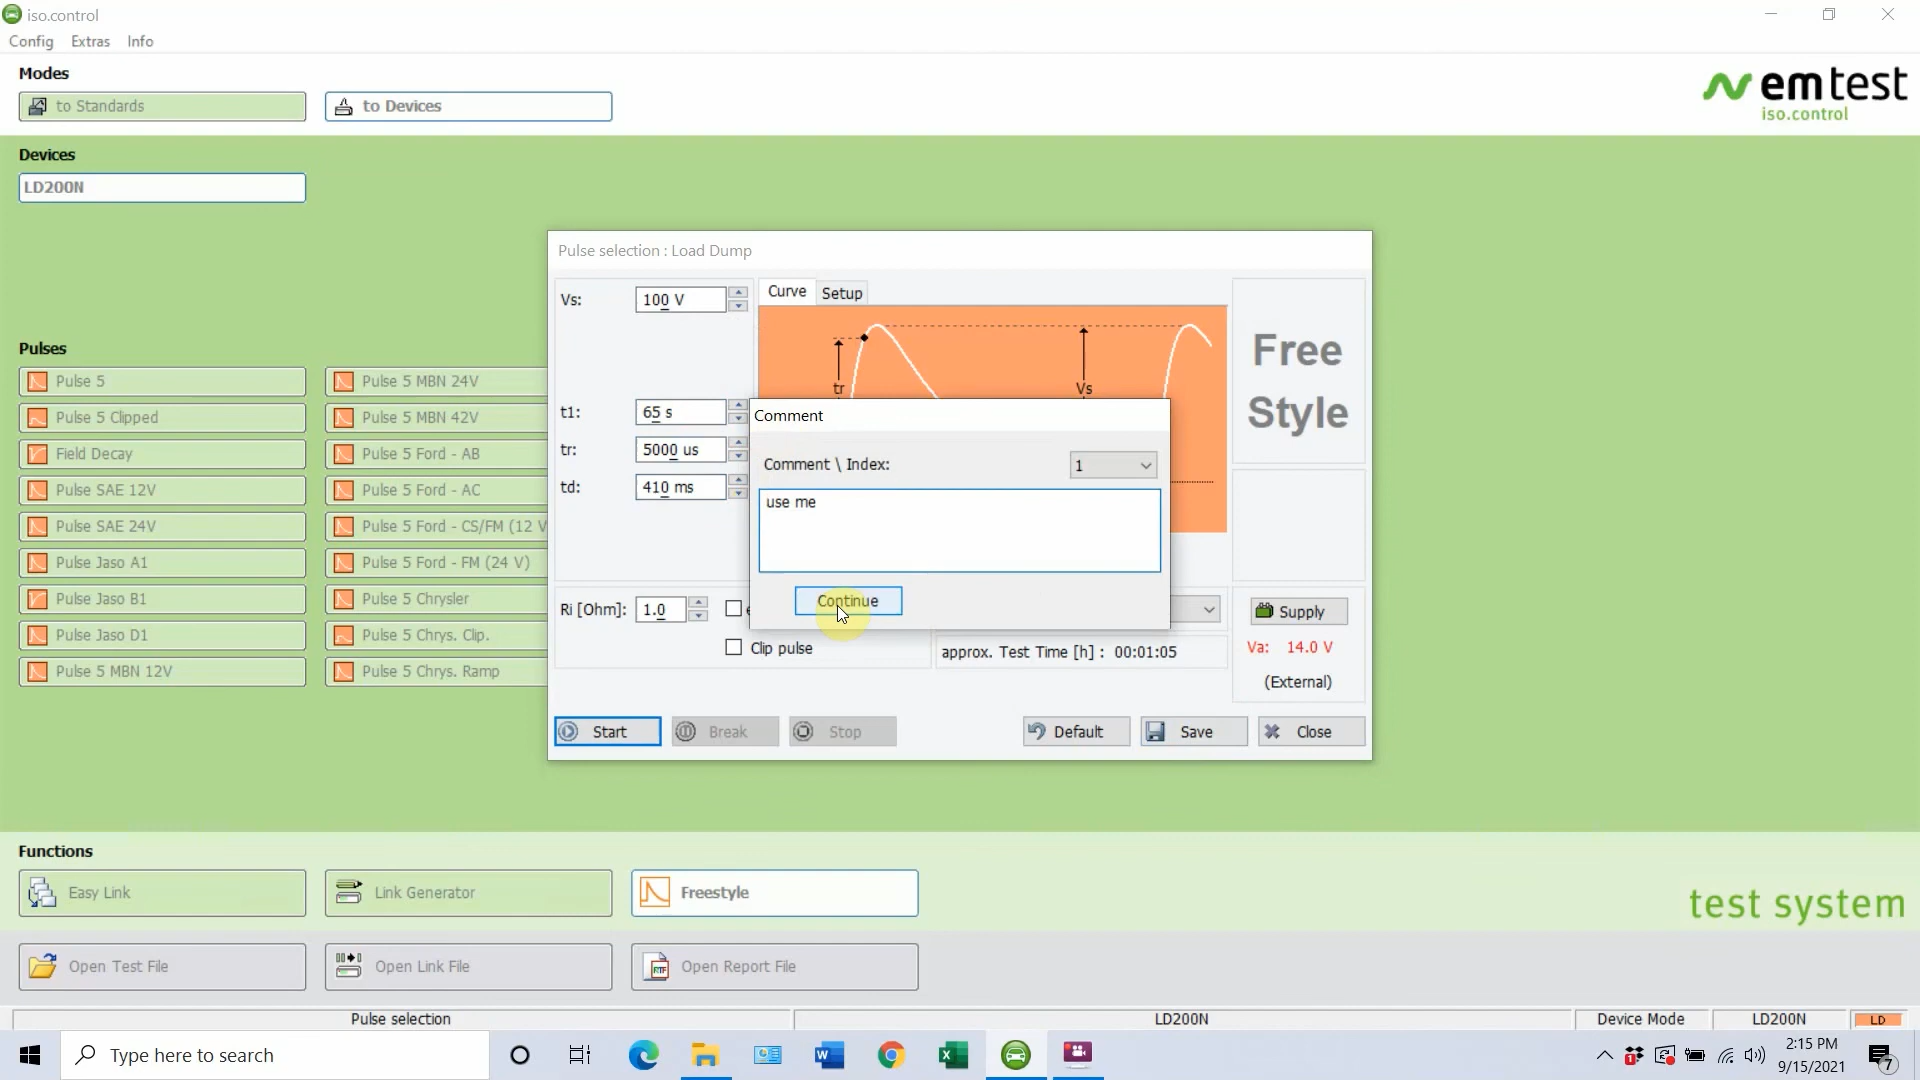 iso.control
Config Extras Info
Modes
to Standards
to Devices
emtest
iso.control
Devices
LD200N
Pulses
Pulse 5
Pulse 5 Clipped
Field Decay
Pulse SAE 12V
Pulse SAE 24V
Pulse Jaso A1
Pulse Jaso B1
Pulse Jaso D1
Pulse 5 MBN 12V
Pulse 5 MBN 24V
Pulse 5 MBN 42V
Pulse 5 Ford - AB
Pulse 5 Ford - AC
Pulse 5 Ford - CS/FM (12 V
Pulse 5 Ford - FM (24 V)
Pulse 5 Chrysler
Pulse 5 Chrys. Clip.
Pulse 5 Chrys. Ramp
Pulse selection : Load Dump
Vs: 100 V
t1: 65 s
tr: 5000 us
td: 410 ms
Curve Setup
tr
Vs
Free
Style
Comment
Comment \ Index: 1
use me
Continue
Ri [Ohm]: 1.0
Clip pulse
approx. Test Time [h] : 00:01:05
Supply
Va: 14.0 V
(External)
Start Break Stop Default Save Close
Functions
Easy Link
Link Generator
Freestyle
test system
Open Test File
Open Link File
RTF
Open Report File
Pulse selection
LD200N
Device Mode
LD200N
LD
Type here to search
1
2:15 PM
9/15/2021
7